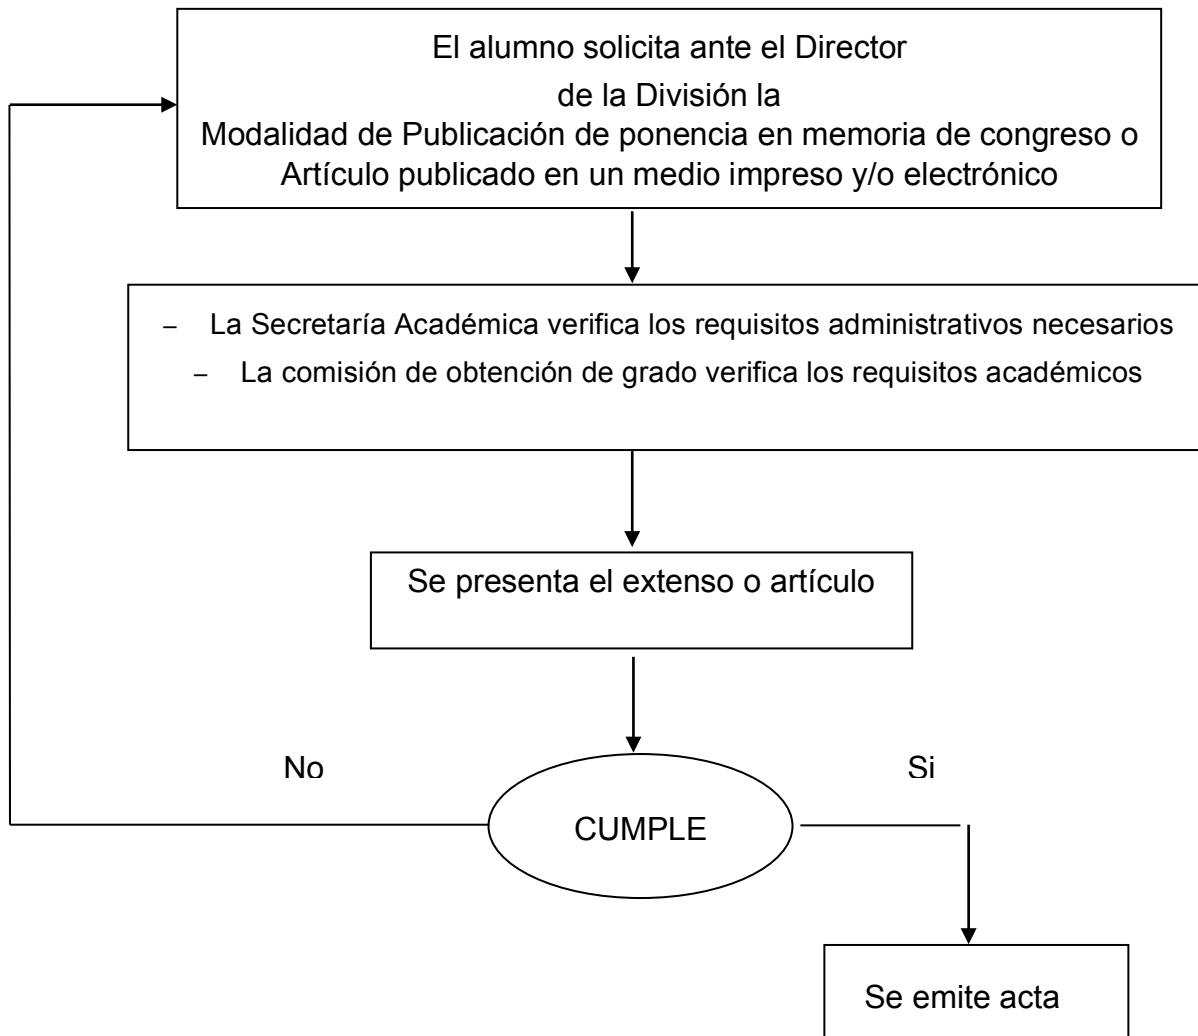 El alumno solicita ante el Director
de la División la
Modalidad de Publicación de ponencia en memoria de congreso o
Artículo publicado en un medio impreso y/o electrónico
– La Secretaría Académica verifica los requisitos administrativos necesarios
– La comisión de obtención de grado verifica los requisitos académicos
Se presenta el extenso o artículo
No
Si
CUMPLE
Se emite acta